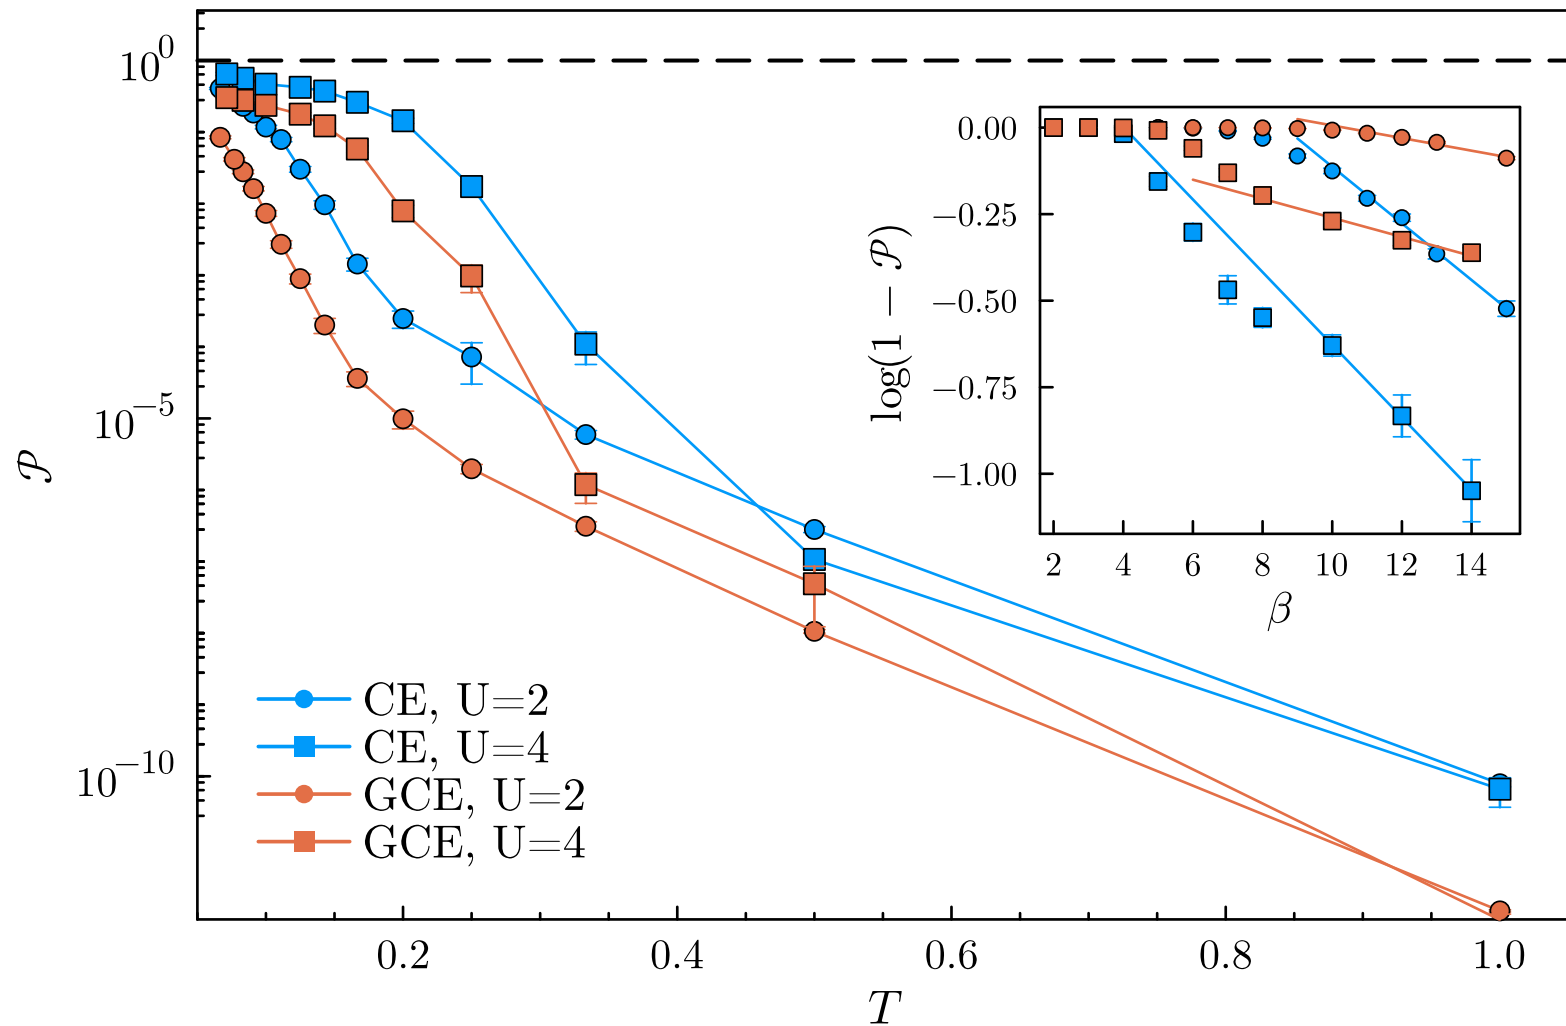 10⁰
10⁻⁵
10⁻¹⁰
𝒫
0.2 0.4 0.6 0.8 1.0
T
CE, U=2
CE, U=4
GCE, U=2
GCE, U=4
0.00
−0.25
−0.50
−0.75
−1.00
log(1 − 𝒫)
2 4 6 8 10 12 14
β